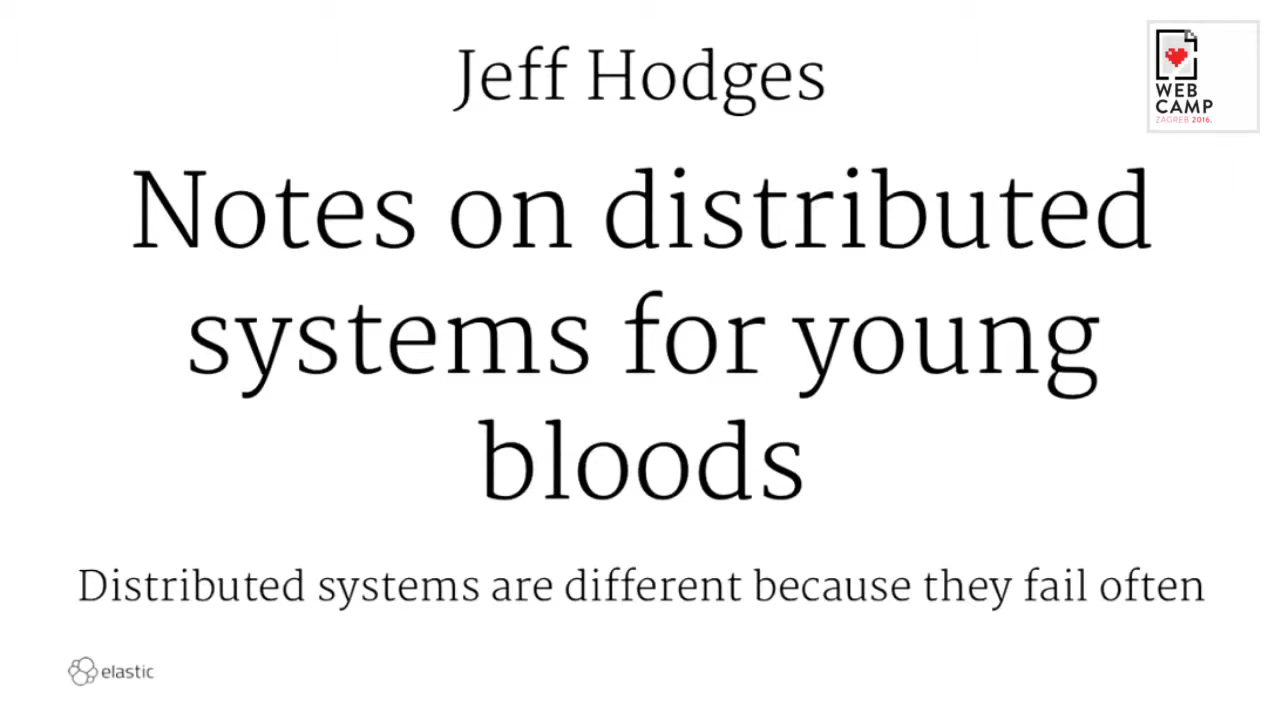 Jeff Hodges
WEB
CAMP
ZAGREB 2016.
Notes on distributed
systems for young
bloods
Distributed systems are different because they fail often
elastic